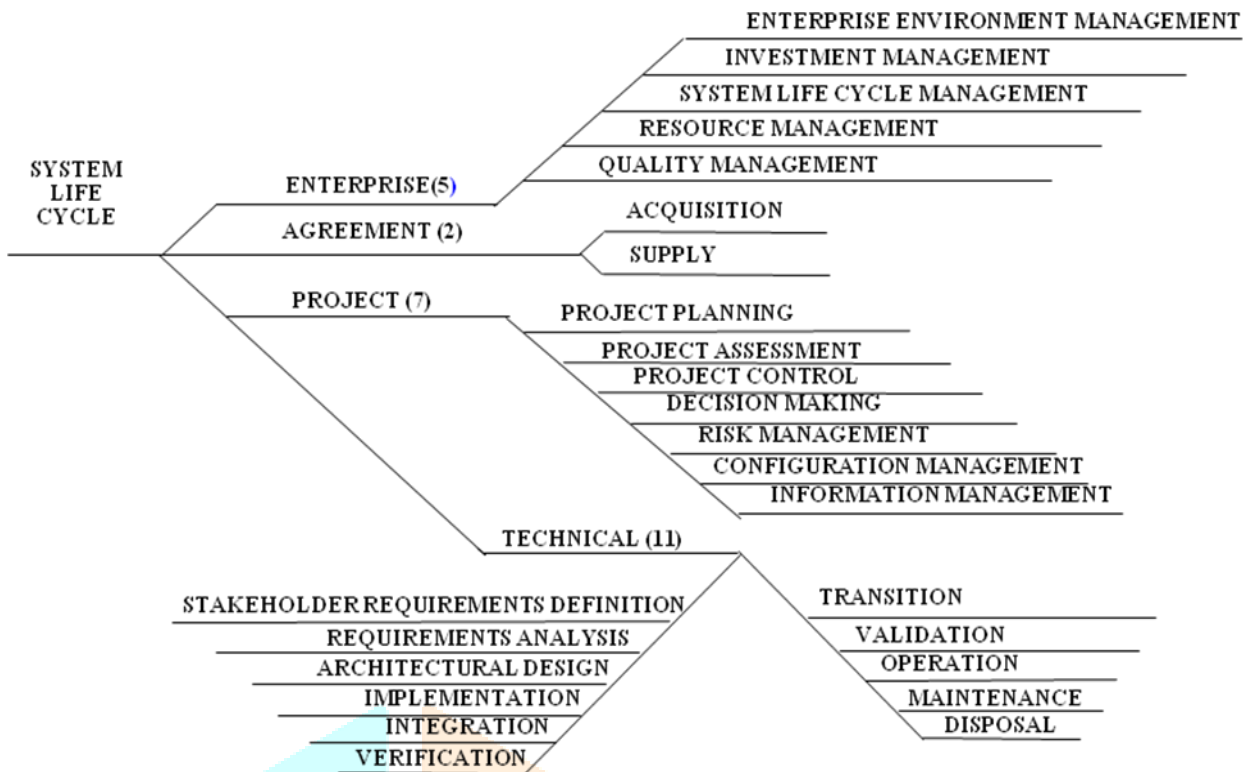 SYSTEM
LIFE
CYCLE
ENTERPRISE(5)
ENTERPRISE ENVIRONMENT MANAGEMENT
INVESTMENT MANAGEMENT
SYSTEM LIFE CYCLE MANAGEMENT
RESOURCE MANAGEMENT
QUALITY MANAGEMENT
AGREEMENT (2)
ACQUISITION
SUPPLY
PROJECT (7)
PROJECT PLANNING
PROJECT ASSESSMENT
PROJECT CONTROL
DECISION MAKING
RISK MANAGEMENT
CONFIGURATION MANAGEMENT
INFORMATION MANAGEMENT
TECHNICAL (11)
STAKEHOLDER REQUIREMENTS DEFINITION
REQUIREMENTS ANALYSIS
ARCHITECTURAL DESIGN
IMPLEMENTATION
INTEGRATION
VERIFICATION
TRANSITION
VALIDATION
OPERATION
MAINTENANCE
DISPOSAL